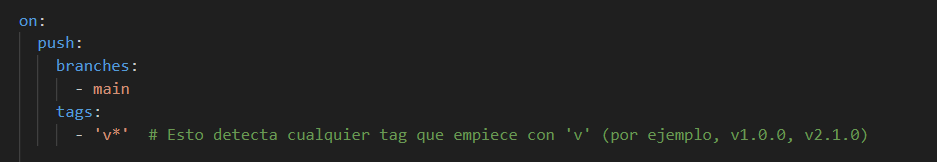 on:
  push:
    branches:
      - main
    tags:
      - 'v*'  # Esto detecta cualquier tag que empiece con 'v' (por ejemplo, v1.0.0, v2.1.0)